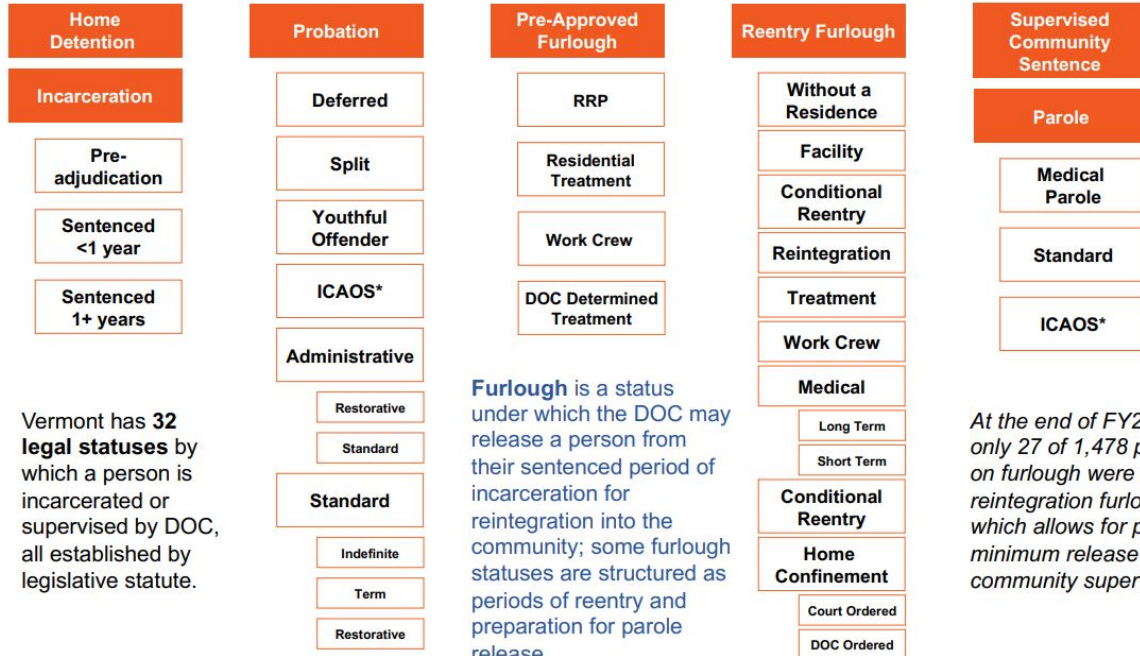 Home
Detention
Incarceration
Pre-
adjudication
Sentenced
<1 year
Sentenced
1+ years
Vermont has 32
legal statuses by
which a person is
incarcerated or
supervised by DOC,
all established by
legislative statute.
Probation
Deferred
Split
Youthful
Offender
ICAOS*
Administrative
Restorative
Standard
Standard
Indefinite
Term
Restorative
Pre-Approved
Furlough
RRP
Residential
Treatment
Work Crew
DOC Determined
Treatment
Furlough is a status
under which the DOC may
release a person from
their sentenced period of
incarceration for
reintegration into the
community; some furlough
statuses are structured as
periods of reentry and
preparation for parole
release
Reentry Furlough
Without a
Residence
Facility
Conditional
Reentry
Reintegration
Treatment
Work Crew
Medical
Long Term
Short Term
Conditional
Reentry
Home
Confinement
Court Ordered
DOC Ordered
Supervised
Community
Sentence
Parole
Medical
Parole
Standard
ICAOS*
At the end of
only 27 of 1,478
on furlough were
reintegration
which allows for
minimum release
community